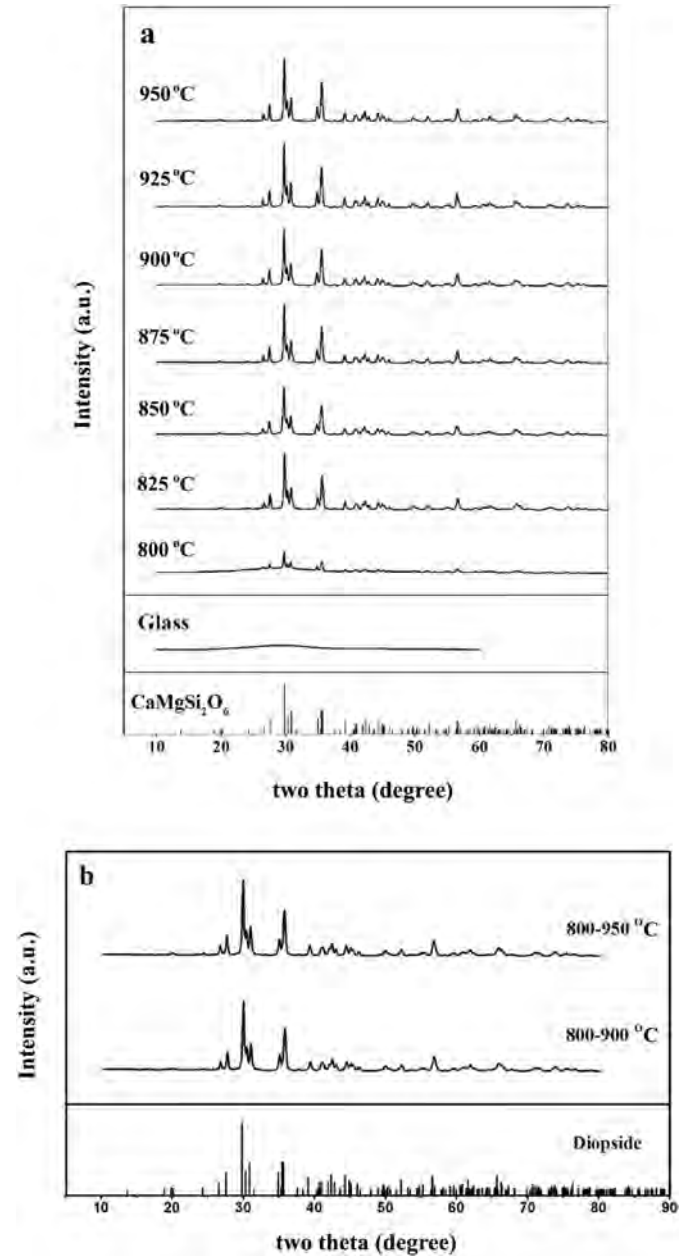 a
950 °C
925 °C
900 °C
875 °C
850 °C
825 °C
800 °C
Glass
CaMgSi₂O₆
Intensity (a.u.)
10 20 30 40 50 60 70 80
two theta (degree)
b
800-950 °C
800-900 °C
Diopside
Intensity (a.u.)
10 20 30 40 50 60 70 80 90
two theta (degree)